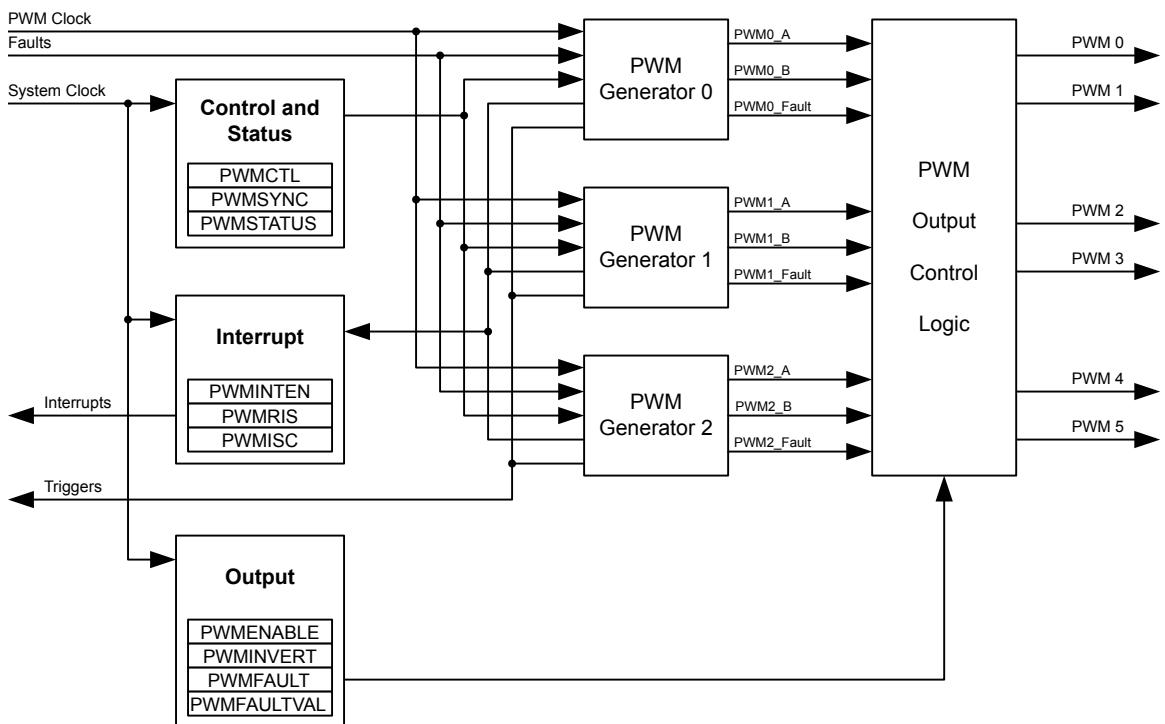 PWM Clock
Faults
System Clock
Control and
Status
PWMCTL
PWMSYNC
PWMSTATUS
Interrupt
PWMINTEN
PWMRIS
PWMISC
Interrupts
Triggers
Output
PWMENABLE
PWMINVERT
PWMFAULT
PWMFAULTVAL
PWM
Generator 0
PWM0_A
PWM0_B
PWM0_Fault
PWM
Generator 1
PWM1_A
PWM1_B
PWM1_Fault
PWM
Generator 2
PWM2_A
PWM2_B
PWM2_Fault
PWM
Output
Control
Logic
PWM 0
PWM 1
PWM 2
PWM 3
PWM 4
PWM 5